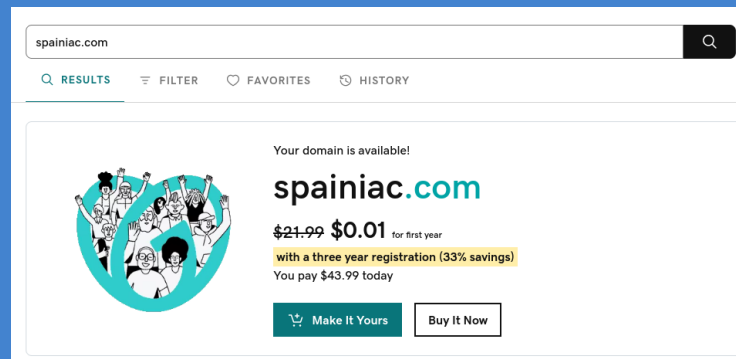 spainiac.com
RESULTS FILTER FAVORITES HISTORY
Your domain is available!
spainiac.com
$21.99 $0.01 for first year
with a three year registration (33% savings)
You pay $43.99 today
Make It Yours Buy It Now